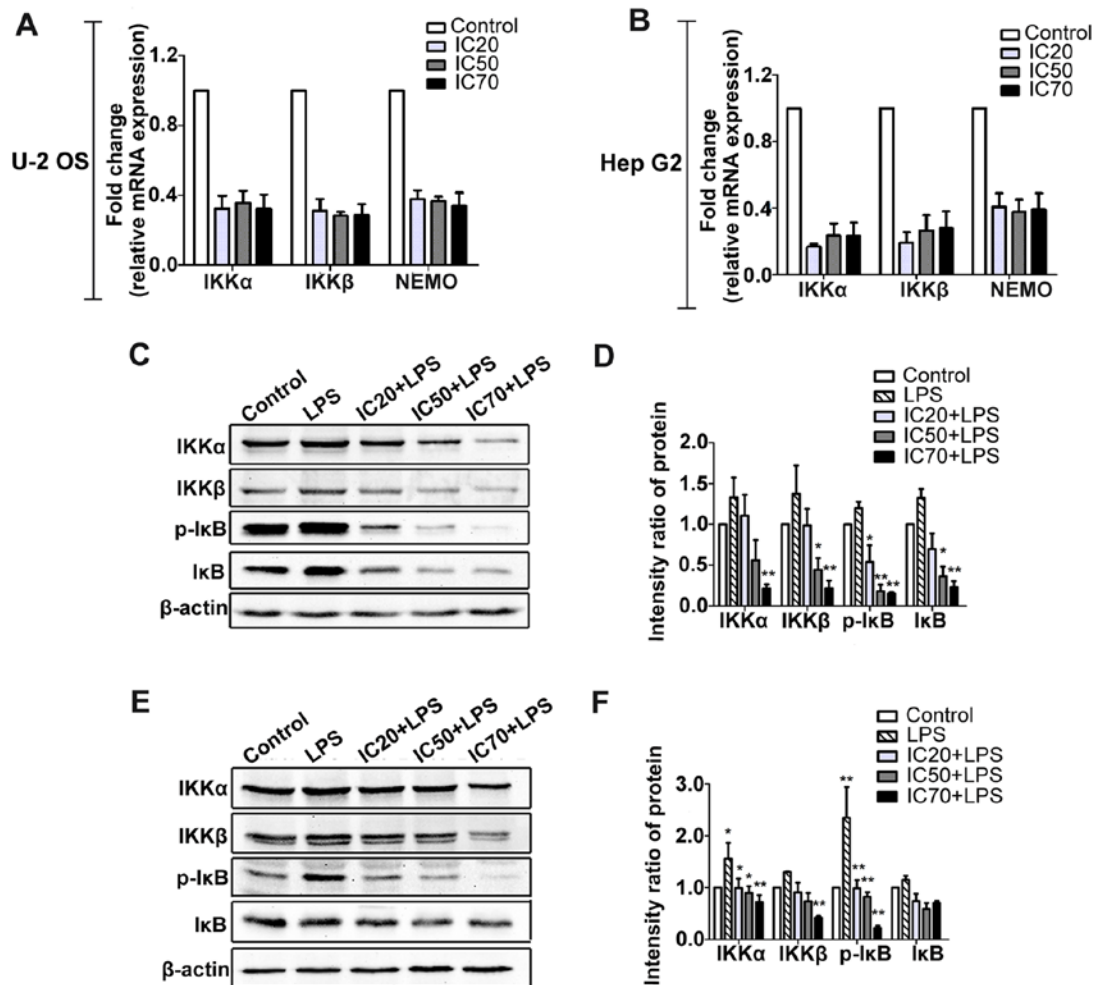 A
U-2 OS
Fold change
(relative mRNA expression)
1.2
0.8
0.4
0.0
IKKα
IKKβ
NEMO
Control
IC20
IC50
IC70
B
Hep G2
Fold change
(relative mRNA expression)
1.2
0.8
0.4
0.0
IKKα
IKKβ
NEMO
Control
IC20
IC50
IC70
C
Control
LPS
IC20+LPS
IC50+LPS
IC70+LPS
IKKα
IKKβ
p-IκB
IκB
β-actin
D
Control
LPS
IC20+LPS
IC50+LPS
IC70+LPS
Intensity ratio of protein
2.0
1.5
1.0
0.5
0.0
**
*
**
*
**
**
*
**
IKKα
IKKβ
p-IκB
IκB
E
Control
LPS
IC20+LPS
IC50+LPS
IC70+LPS
IKKα
IKKβ
p-IκB
IκB
β-actin
F
Control
LPS
IC20+LPS
IC50+LPS
IC70+LPS
Intensity ratio of protein
3.0
2.0
1.0
0.0
*
*
*
**
**
**
**
**
**
IKKα
IKKβ
p-IκB
IκB